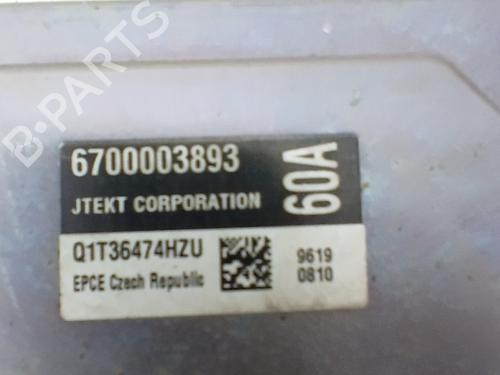 B-PARTS
6700003893
JTEKT CORPORATION
60A
Q1T36474HZU
EPCE Czech Republic
9619
0810